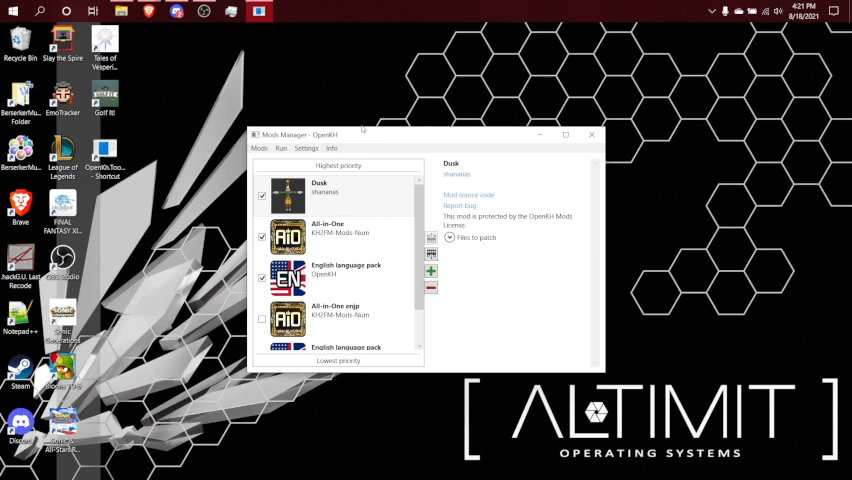 4:21 PM
8/18/2021
Recycle Bin
Slay the Spire
Tales of Vesperi...
BerserkerMu... Folder
EmoTracker
Golf It!
BerserkerMu...
League of Legends
OpenKh.Too... - Shortcut
Brave
FINAL FANTASY XI...
.hackG.U. Last Recode
OBS Studio
Notepad++
Sonic Generations
Steam
Discord
Sonic & All-Stars R...
Mods Manager - OpenKH
Mods Run Settings Info
Highest priority
Dusk
shananas
All-in-One
KH2FM-Mods-Num
English language pack
OpenKH
EN
All-in-One enjp
KH2FM-Mods-Num
English language pack
Lowest priority
Dusk
shananas
Mod source code
Report bug
This mod is protected by the OpenKH Mods
License.
Files to patch
[ ALTIMIT ]
OPERATING SYSTEMS